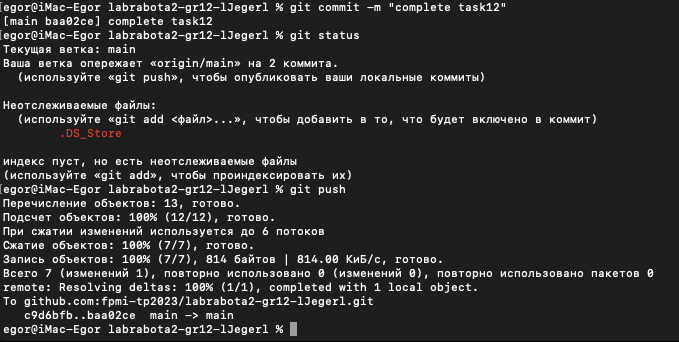 [egor@iMac-Egor labrabota2-gr12-lJegerl % git commit -m "complete task12"
[main baa02ce] complete task12
[egor@iMac-Egor labrabota2-gr12-lJegerl % git status
Текущая ветка: main
Ваша ветка опережает «origin/main» на 2 коммита.
(используйте «git push», чтобы опубликовать ваши локальные коммиты)
Неотслеживаемые файлы:
(используйте «git add <файл>...», чтобы добавить в то, что будет включено в коммит)
.DS_Store
индекс пуст, но есть неотслеживаемые файлы
(используйте «git add», чтобы проиндексировать их)
[egor@iMac-Egor labrabota2-gr12-lJegerl % git push
Перечисление объектов: 13, готово.
Подсчет объектов: 100% (12/12), готово.
При сжатии изменений используется до 6 потоков
Сжатие объектов: 100% (7/7), готово.
Запись объектов: 100% (7/7), 814 байтов | 814.00 КиБ/с, готово.
Всего 7 (изменений 1), повторно использовано 0 (изменений 0), повторно использовано пакетов 0
remote: Resolving deltas: 100% (1/1), completed with 1 local object.
To github.com:fpmi-tp2023/labrabota2-gr12-lJegerl.git
c9d6bfb..baa02ce main -> main
egor@iMac-Egor labrabota2-gr12-lJegerl %